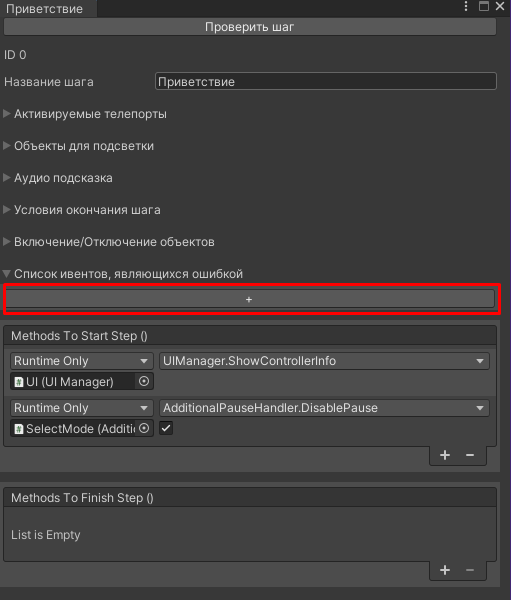 Приветствие
Проверить шаг
ID 0
Название шага Приветствие
Активируемые телепорты
Объекты для подсветки
Аудио подсказка
Условия окончания шага
Включение/Отключение объектов
Список ивентов, являющихся ошибкой
+
Methods To Start Step ()
Runtime Only UIManager.ShowControllerInfo
UI (UI Manager)
Runtime Only AdditionalPauseHandler.DisablePause
SelectMode (Additi
+ −
Methods To Finish Step ()
List is Empty
+ −